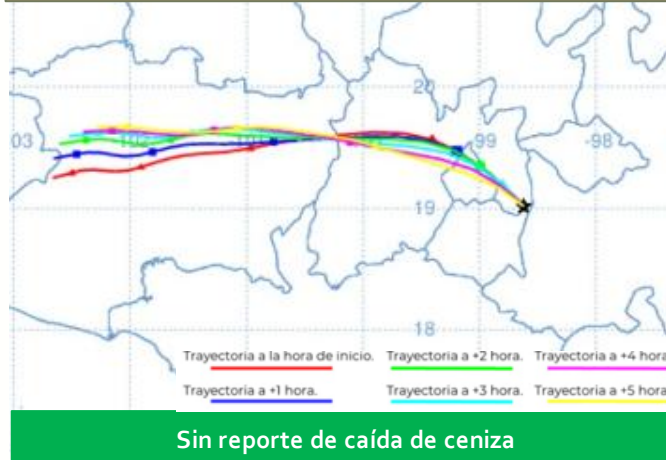 20
03
-102
-99
-98
19
18
Trayectoria a la hora de inicio. Trayectoria a +2 hora. Trayectoria a +4 hora.
Trayectoria a +1 hora. Trayectoria a +3 hora. Trayectoria a +5 hora.
Sin reporte de caída de ceniza